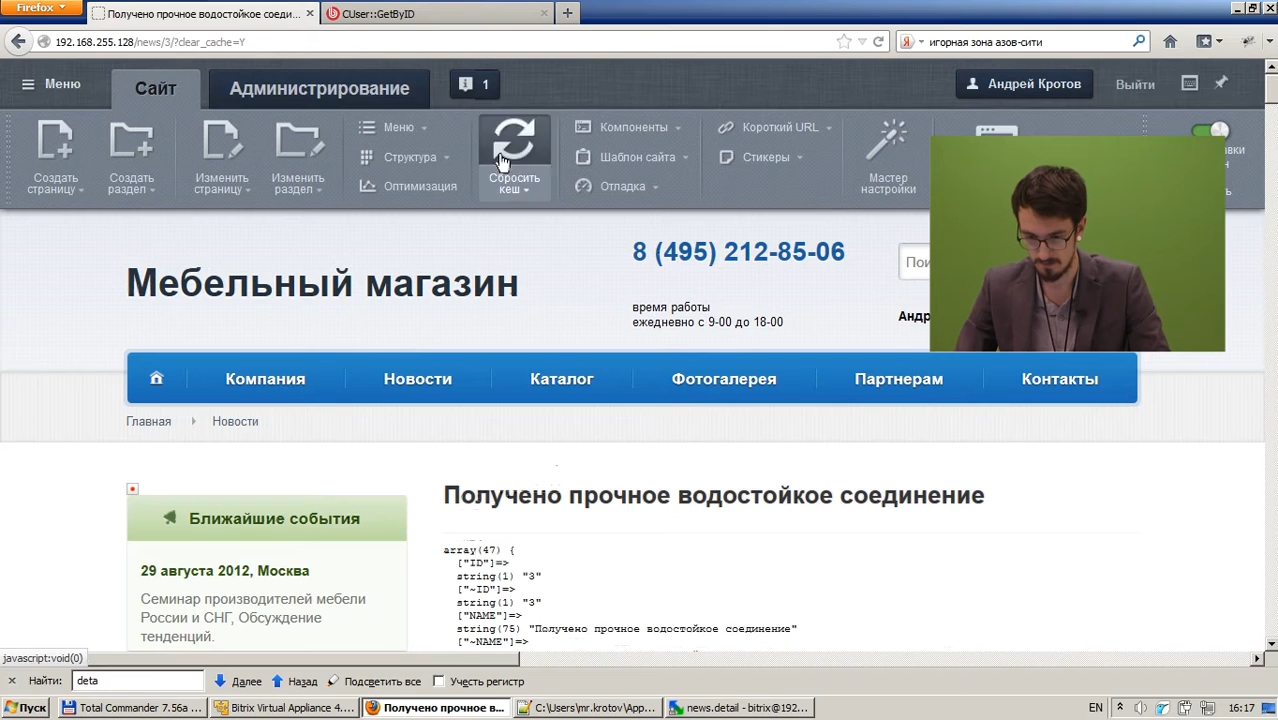 Firefox
Получено прочное водостойкое соеди...
CUser::GetByID
192.168.255.128/news/3/?clear_cache=Y
игорная зона азов-сити
Меню
Сайт
Администрирование
1
Андрей Кротов
Выйти
Создать страницу
Создать раздел
Изменить страницу
Изменить раздел
Меню
Структура
Оптимизация
Сбросить кеш
Компоненты
Шаблон сайта
Отладка
Короткий URL
Стикеры
Мастер настройки
Мебельный магазин
8 (495) 212-85-06
время работы
ежедневно с 9-00 до 18-00
Компания
Новости
Каталог
Фотогалерея
Партнерам
Контакты
Главная
Новости
Ближайшие события
29 августа 2012, Москва
Семинар производителей мебели
России и СНГ, Обсуждение
тенденций.
Получено прочное водостойкое соединение
array(47) {
["ID"]=>
string(1) "3"
["~ID"]=>
string(1) "3"
["NAME"]=>
string(75) "Получено прочное водостойкое соединение"
["~NAME"]=>
javascript:void(0)
Найти:
deta
Далее
Назад
Подсветить все
Учесть регистр
Пуск
Total Commander 7.56a ...
Bitrix Virtual Appliance 4....
Получено прочное в...
C:\Users\mr.krotov\App...
news.detail - bitrix@192...
EN
16:17